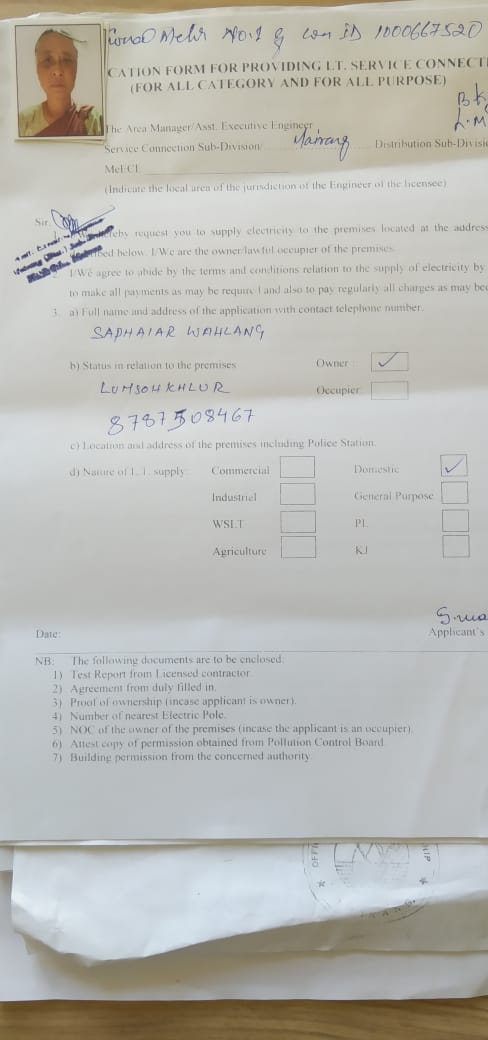 No.1 & Con ID 1000667520
CATION FORM FOR PROVIDING LT. SERVICE CONNECTI
(FOR ALL CATEGORY AND FOR ALL PURPOSE)
The Area Manager/Asst. Executive Engineer
Service Connection Sub-Division Mairang Distribution Sub-Divisi
MeECL
(Indicate the local area of the jurisdiction of the Engineer of the licensee)
Sir,
reby request you to supply electricity to the premises located at the address
bed below. I/We are the owner/lawful occupier of the premises.
I/We agree to abide by the terms and conditions relation to the supply of electricity by
to make all payments as may be required and also to pay regularly all charges as may be
3. a) Full name and address of the application with contact telephone number.
SAPHAIAR WAHLANG
b) Status in relation to the premises Owner ✓
LUMSOHKHLUR Occupier
8787508467
c) Location and address of the premises including Police Station.
d) Nature of L.T. supply: Commercial Domestic ✓
Industriel General Purpose
WSLT PL
Agriculture KJ
Date: Applicant's
NB: The following documents are to be enclosed:
1) Test Report from Licensed contractor.
2) Agreement from duly filled in.
3) Proof of ownership (incase applicant is owner).
4) Number of nearest Electric Pole.
5) NOC of the owner of the premises (incase the applicant is an occupier).
6) Attest copy of permission obtained from Pollution Control Board.
7) Building permission from the concerned authority.